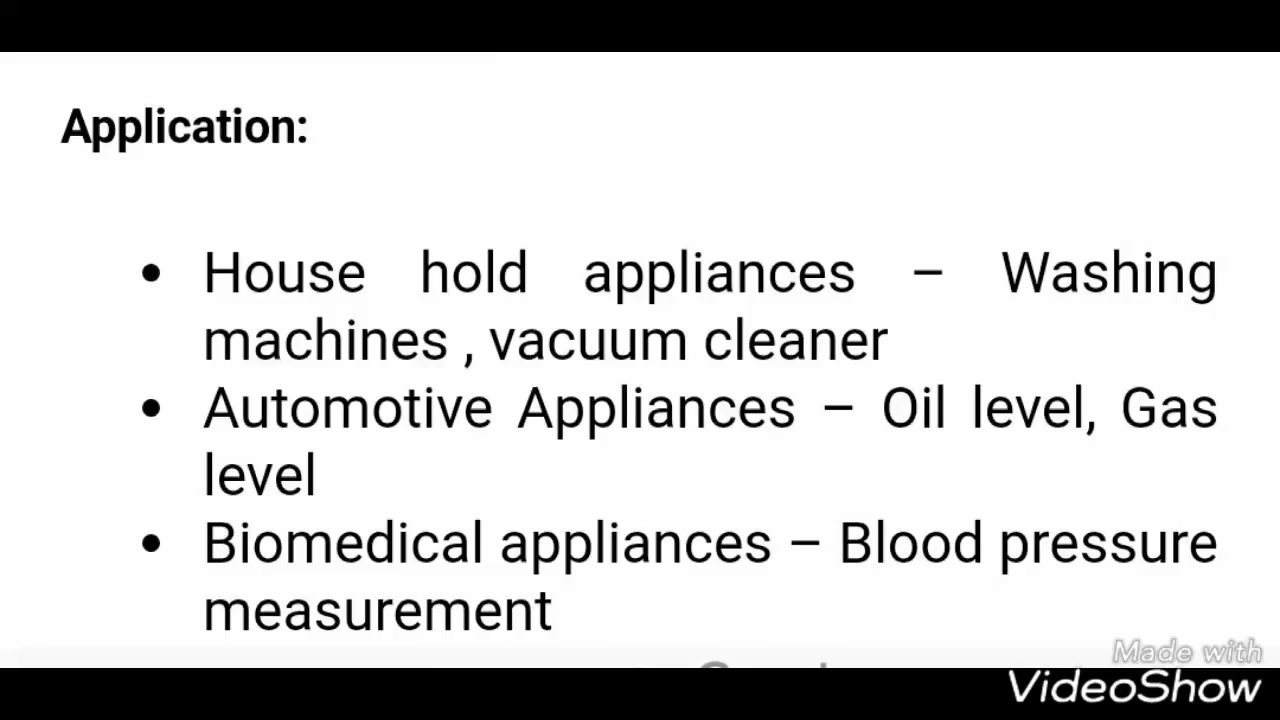 Application:
• House hold appliances – Washing
machines , vacuum cleaner
• Automotive Appliances – Oil level, Gas
level
• Biomedical appliances – Blood pressure
measurement
Made with
VideoShow